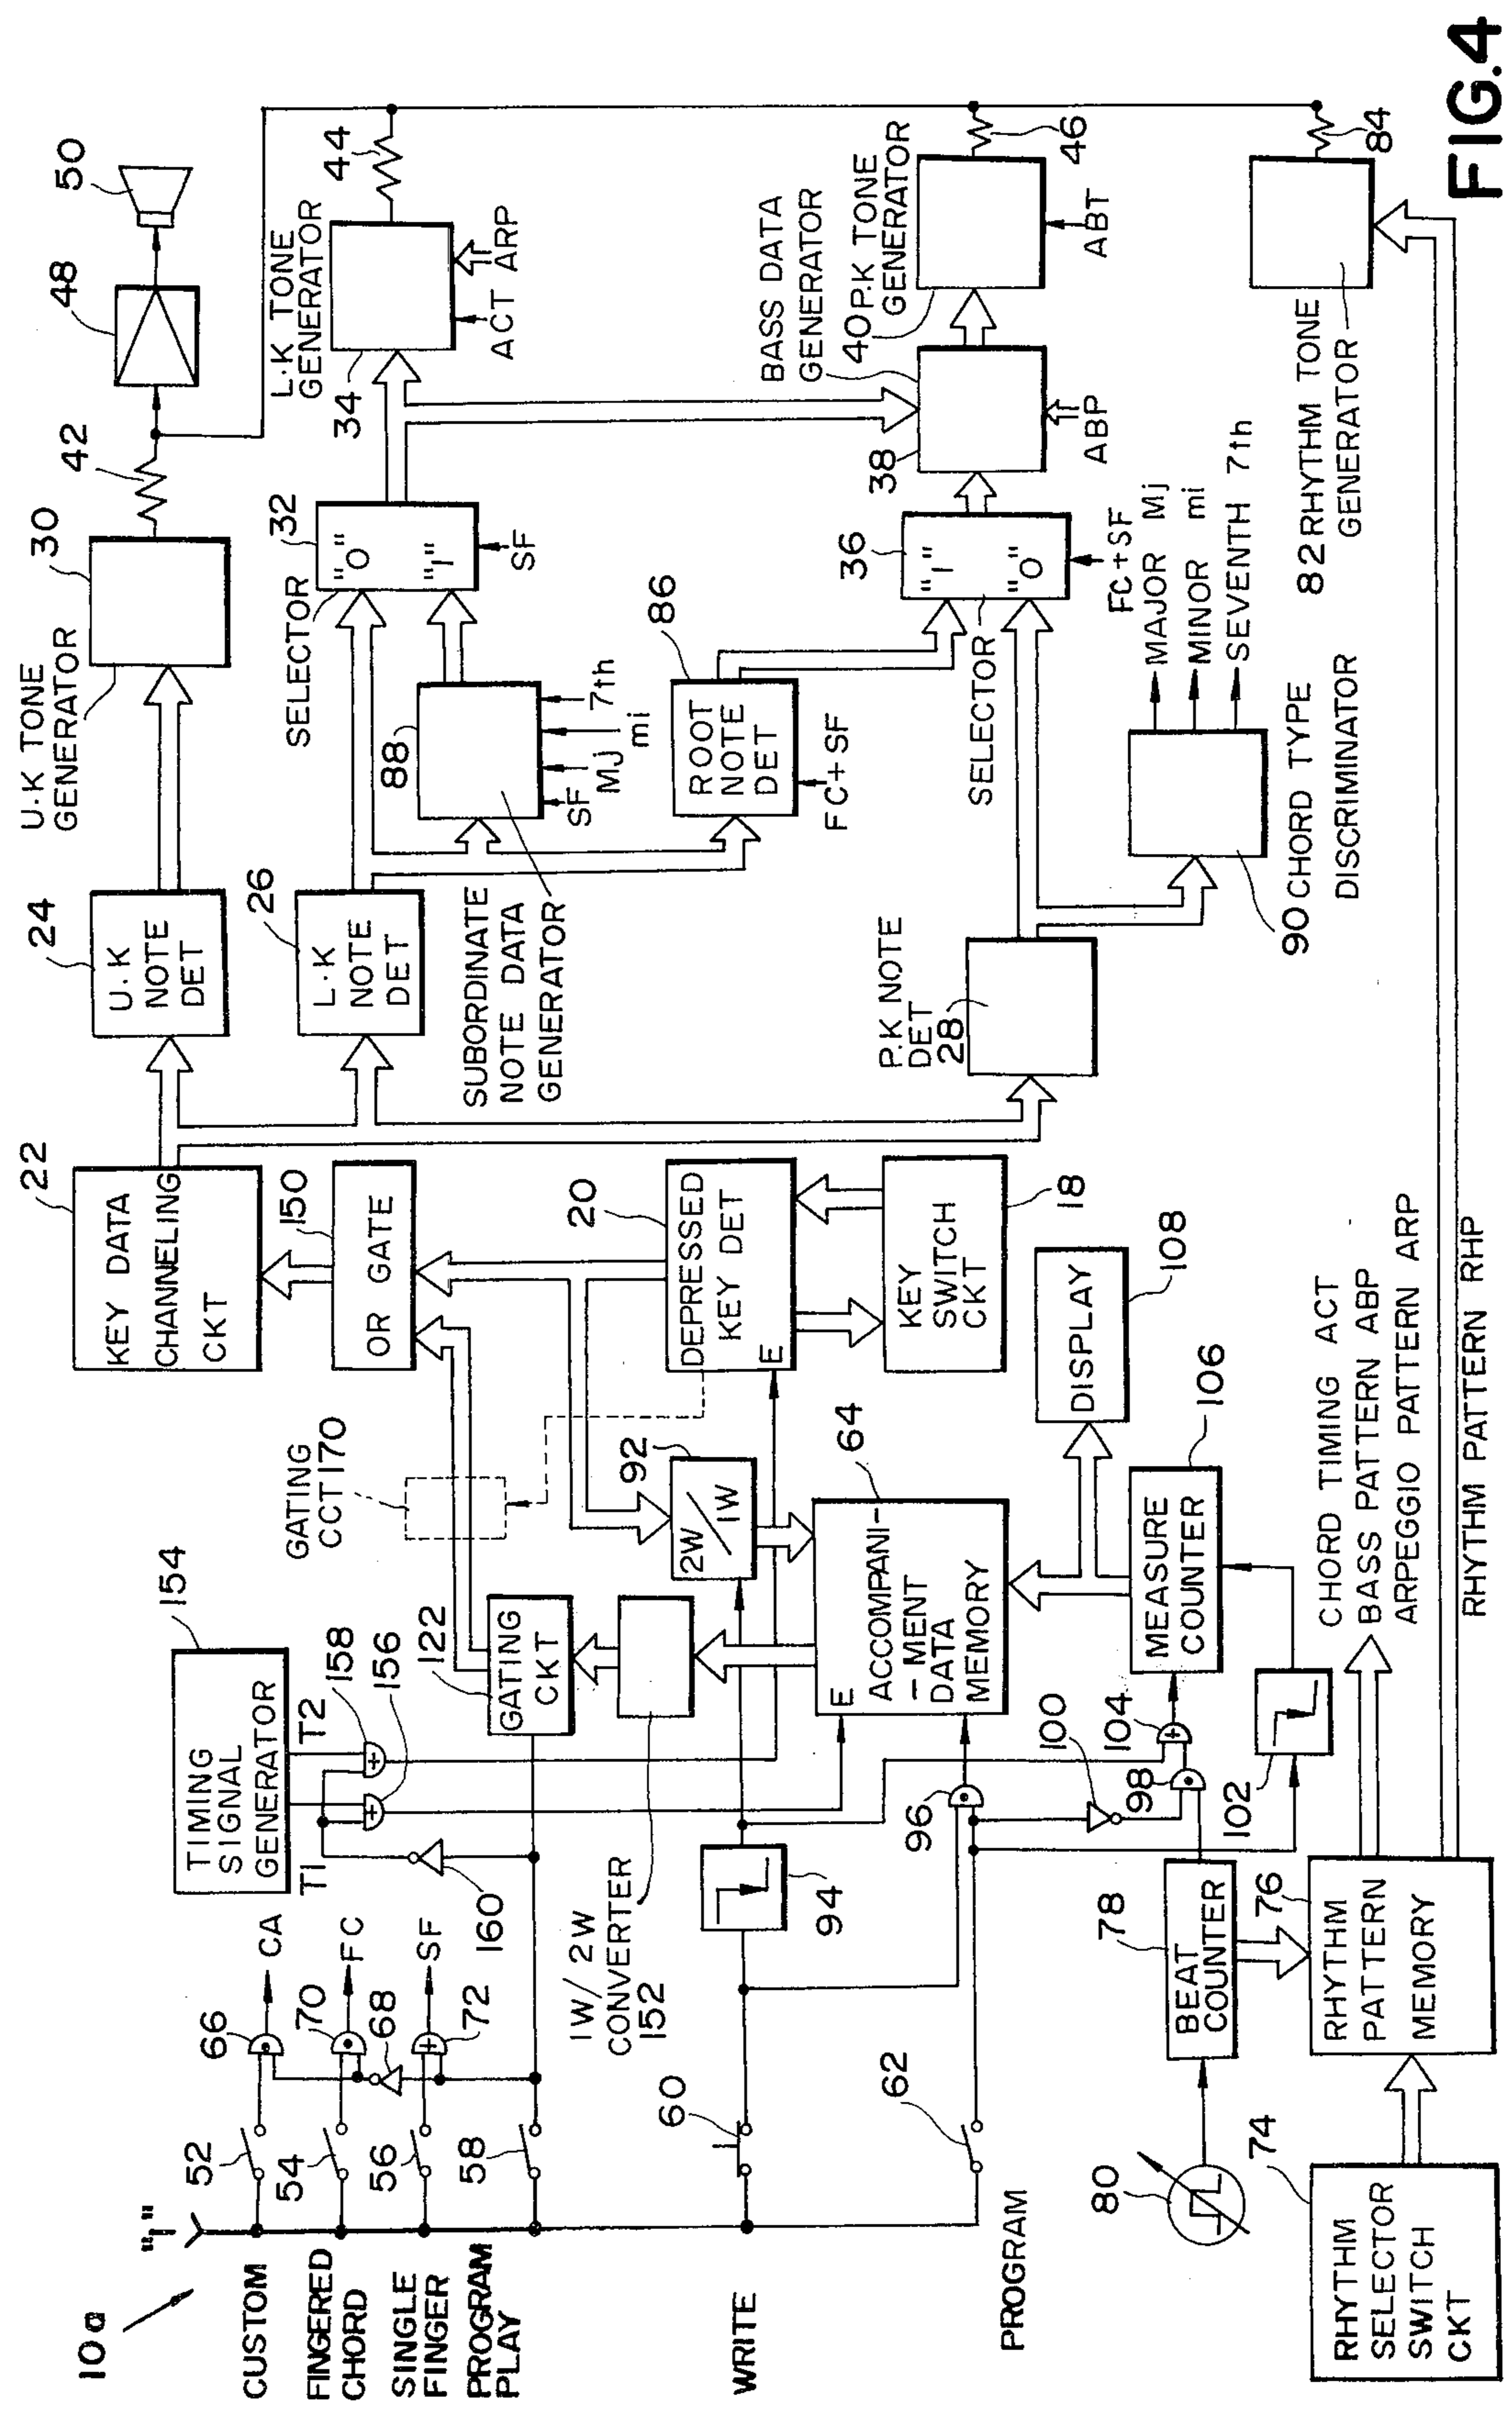 FIG.4
10a
"1"
CUSTOM
FINGERED
CHORD
SINGLE
FINGER
PROGRAM
PLAY
WRITE
PROGRAM
52
54
56
58
60
62
66
70
68
72
CA
FC
SF
160
TIMING
SIGNAL
GENERATOR
154
T1
T2
158
156
1W/2W
CONVERTER
152
94
96
100
98
104
102
122
GATING
CKT
GATING
CCT170
2W/1W
92
E
ACCOMPANI-
-MENT
DATA
MEMORY
64
MEASURE
COUNTER
106
DISPLAY
108
KEY DATA
CHANNELING
CKT
22
OR GATE
150
DEPRESSED
KEY DET
E
20
KEY
SWITCH
CKT
18
80
BEAT
COUNTER
78
RHYTHM
SELECTOR
SWITCH
CKT
74
RHYTHM
PATTERN
MEMORY
76
CHORD TIMING ACT
BASS PATTERN ABP
ARPEGGIO PATTERN ARP
RHYTHM PATTERN RHP
24
U.K
NOTE
DET
26
L.K
NOTE
DET
P.K NOTE
DET
28
U.K TONE
GENERATOR
30
SELECTOR
32
"0"
"1"
SF
88
SF
Mj
mi
7th
SUBORDINATE
NOTE DATA
GENERATOR
86
ROOT
NOTE
DET
FC+SF
SELECTOR
36
"1"
"0"
FC+SF
90 CHORD TYPE
DISCRIMINATOR
MAJOR Mj
MINOR mi
SEVENTH 7th
42
48
50
L.K TONE
GENERATOR
34
ACT
ARP
44
BASS DATA
GENERATOR
38
ABP
40 P.K TONE
GENERATOR
ABT
46
82 RHYTHM TONE
GENERATOR
84